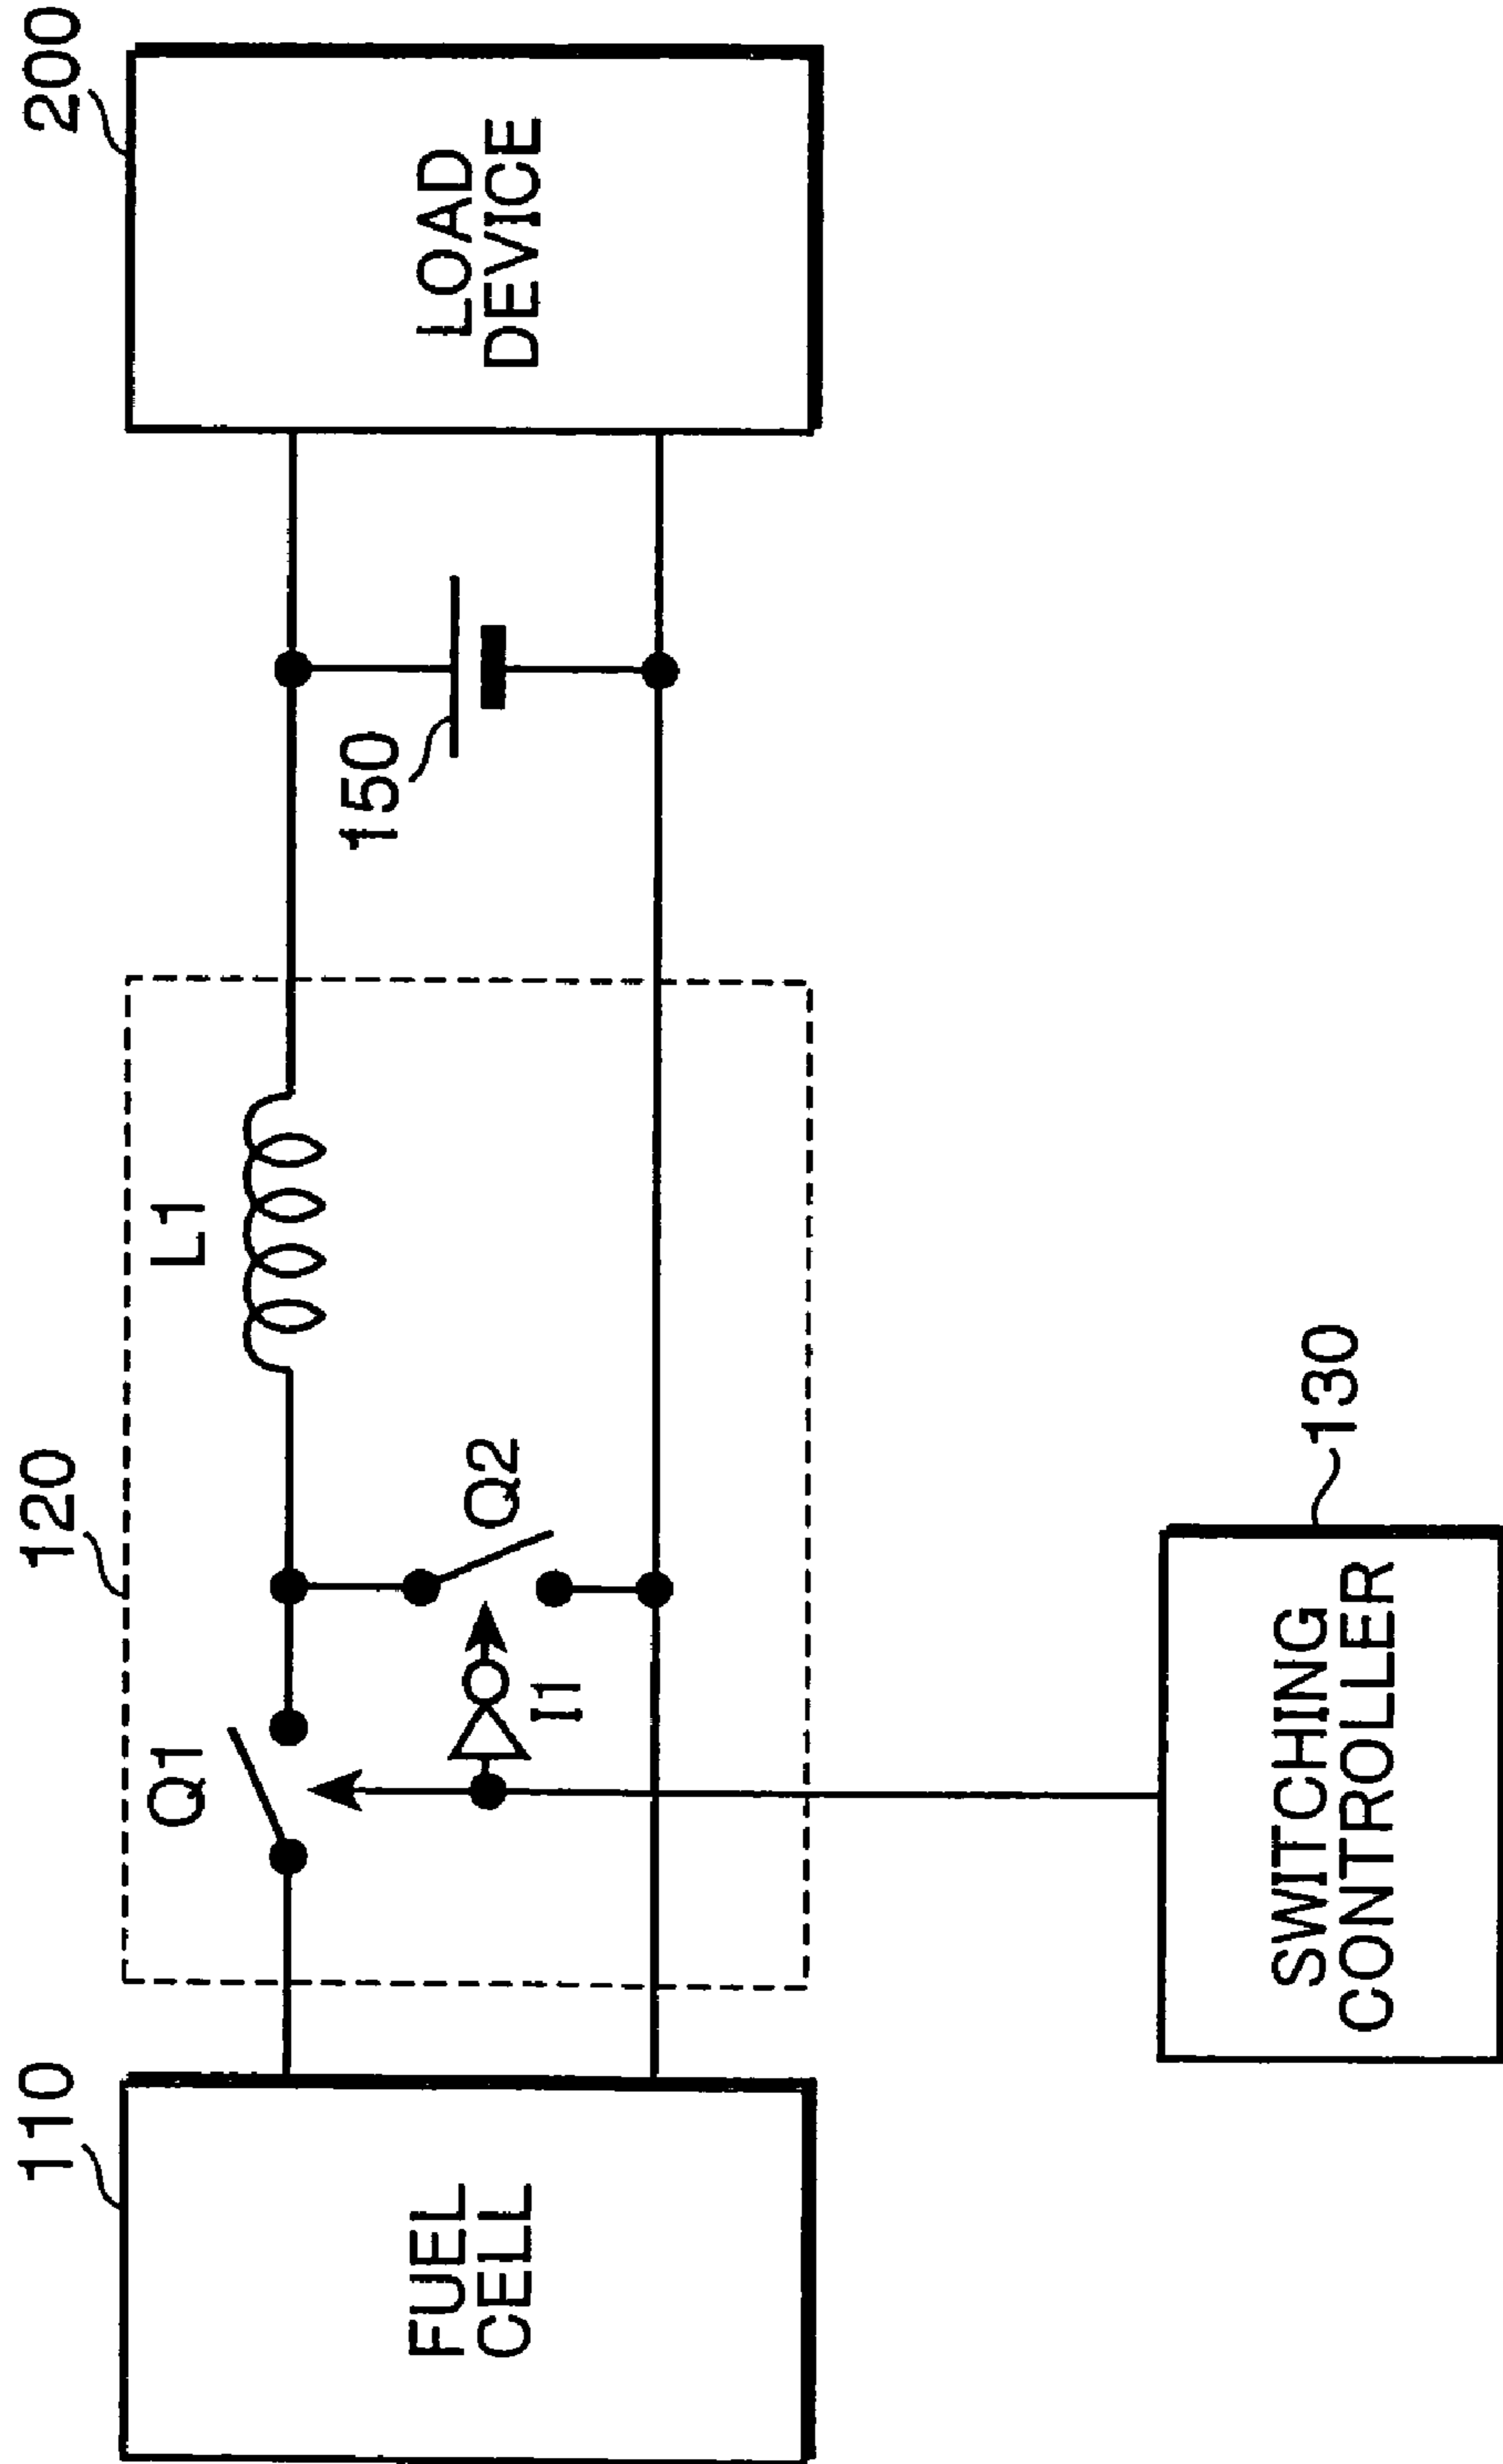 110
120
200
FUEL
CELL
Q1
L1
Q2
I1
150
LOAD
DEVICE
SWITCHING
CONTROLLER
130